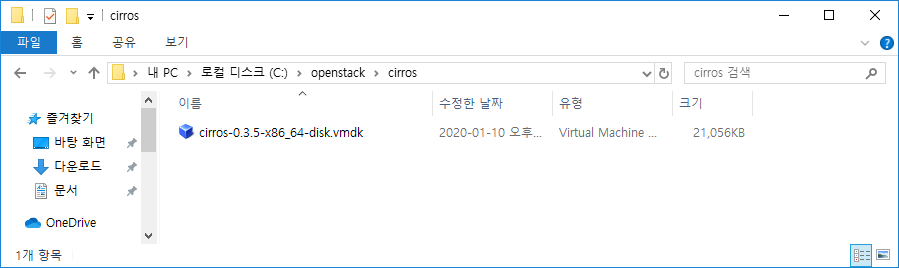 cirros
파일 홈 공유 보기
내 PC 로컬 디스크 (C:) openstack cirros cirros 검색
이름 수정한 날짜 유형 크기
즐겨찾기
cirros-0.3.5-x86_64-disk.vmdk 2020-01-10 오후... Virtual Machine ... 21,056KB
바탕 화면
다운로드
문서
OneDrive
1개 항목